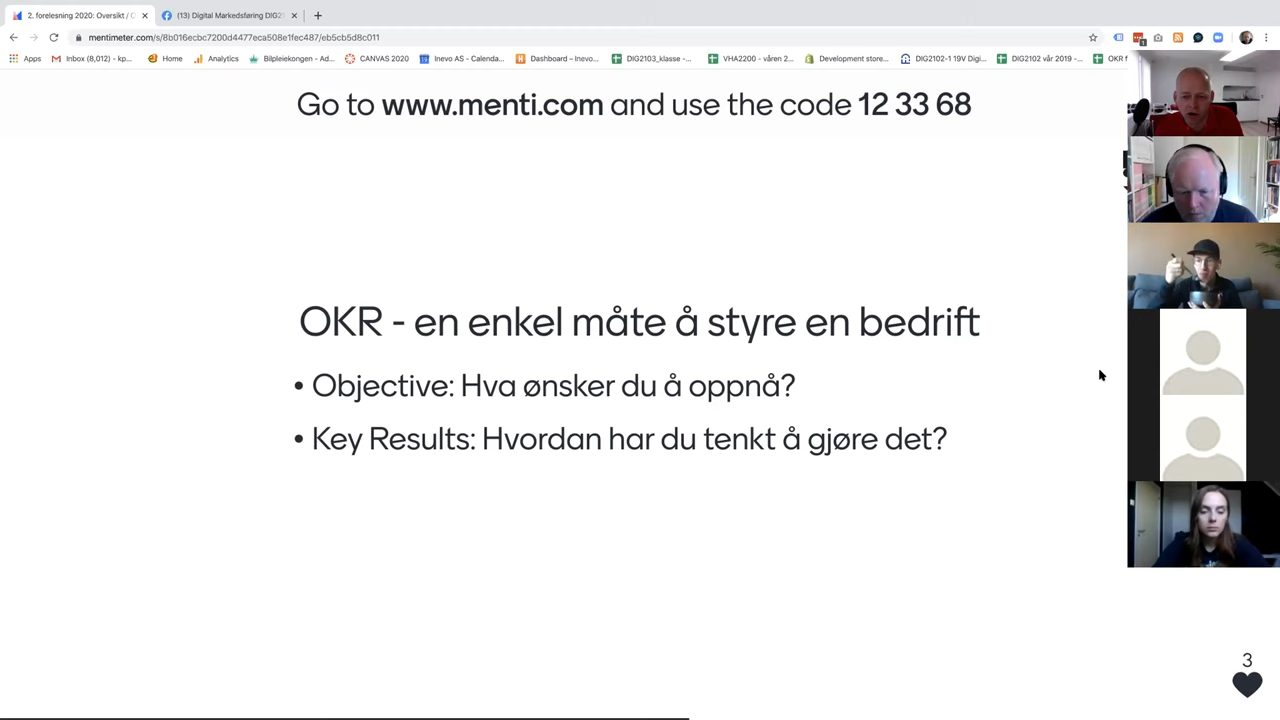 2. forelesning 2020: Oversikt / O
(13) Digital Markedsføring DIG2
mentimeter.com/s/8b016ecbc7200d4477eca508e1fec487/eb5cb5d8c011
Apps Inbox (8,012) - kp... Home Analytics Bilpleiekongen - Ad... CANVAS 2020 Inevo AS - Calenda... Dashboard – Inevo... DIG2103_klasse -... VHA2200 - våren 2... Development store... DIG2102-1 19V Digi... DIG2102 vår 2019 -... OKR f
Go to www.menti.com and use the code 12 33 68
OKR - en enkel måte å styre en bedrift
• Objective: Hva ønsker du å oppnå?
• Key Results: Hvordan har du tenkt å gjøre det?
3